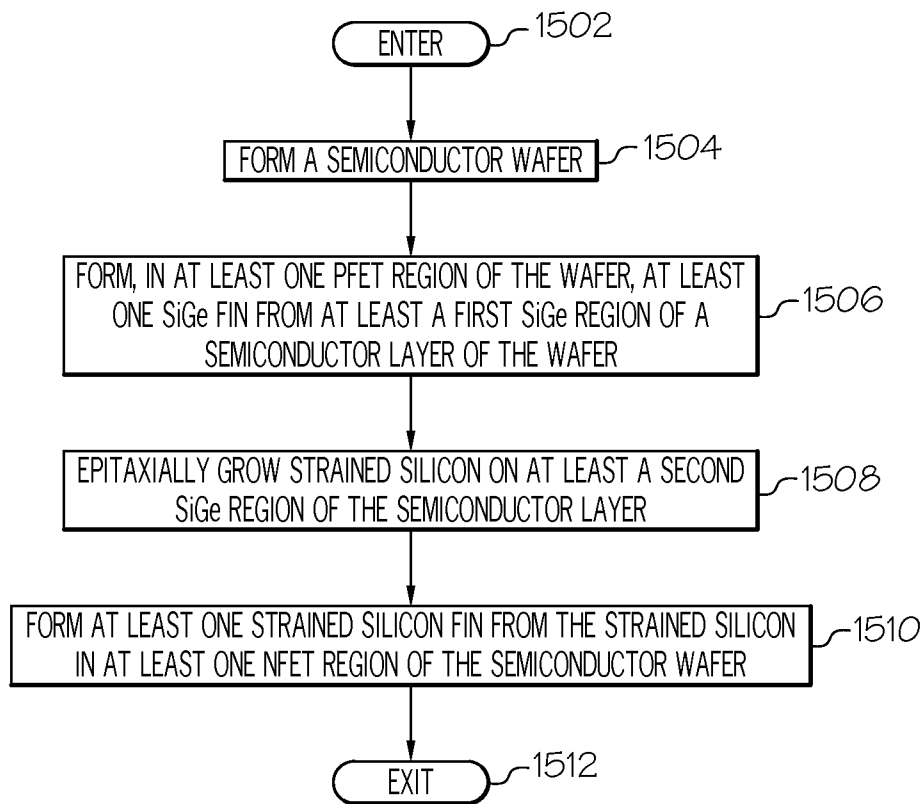 ENTER
1502
FORM A SEMICONDUCTOR WAFER
1504
FORM, IN AT LEAST ONE PFET REGION OF THE WAFER, AT LEAST
ONE SiGe FIN FROM AT LEAST A FIRST SiGe REGION OF A
SEMICONDUCTOR LAYER OF THE WAFER
1506
EPITAXIALLY GROW STRAINED SILICON ON AT LEAST A SECOND
SiGe REGION OF THE SEMICONDUCTOR LAYER
1508
FORM AT LEAST ONE STRAINED SILICON FIN FROM THE STRAINED SILICON
IN AT LEAST ONE NFET REGION OF THE SEMICONDUCTOR WAFER
1510
EXIT
1512